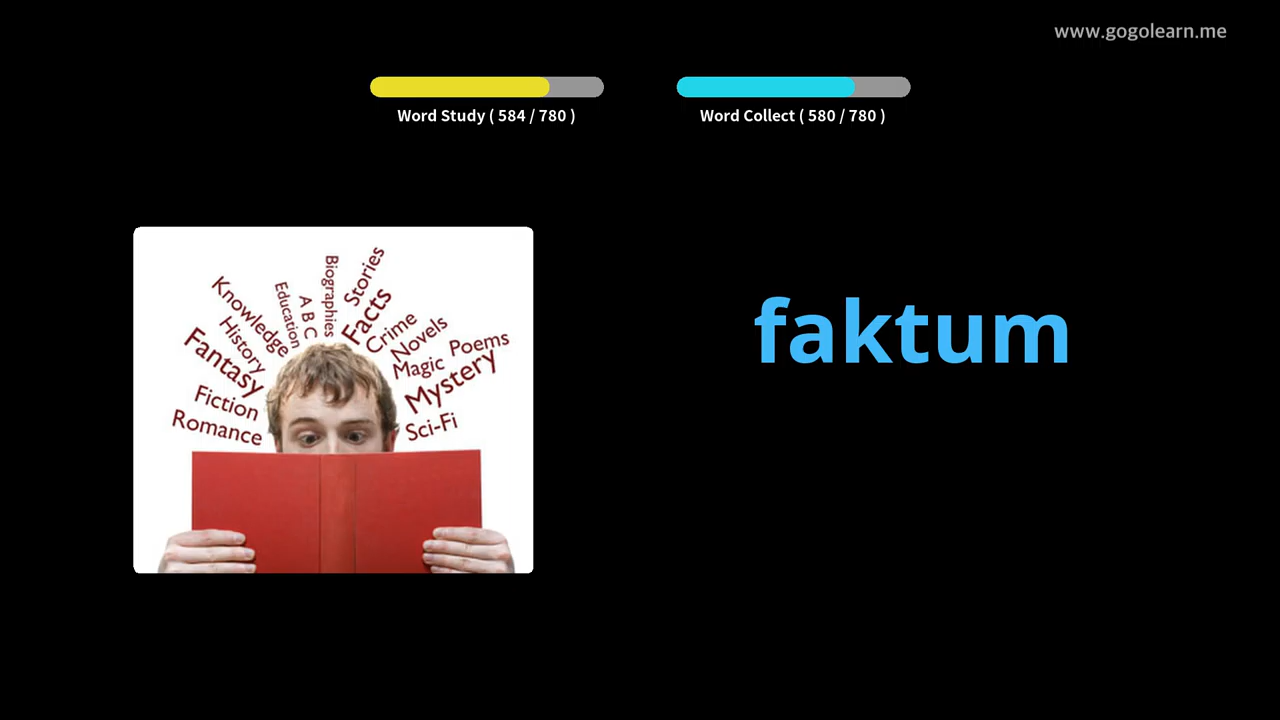 www.gogolearn.me
Word Study ( 584 / 780 )
Word Collect ( 580 / 780 )
Romance
Fiction
Fantasy
History
Knowledge
Education
A B C
Biographies
Stories
Facts
Crime
Novels
Magic
Poems
Mystery
Sci-Fi
faktum